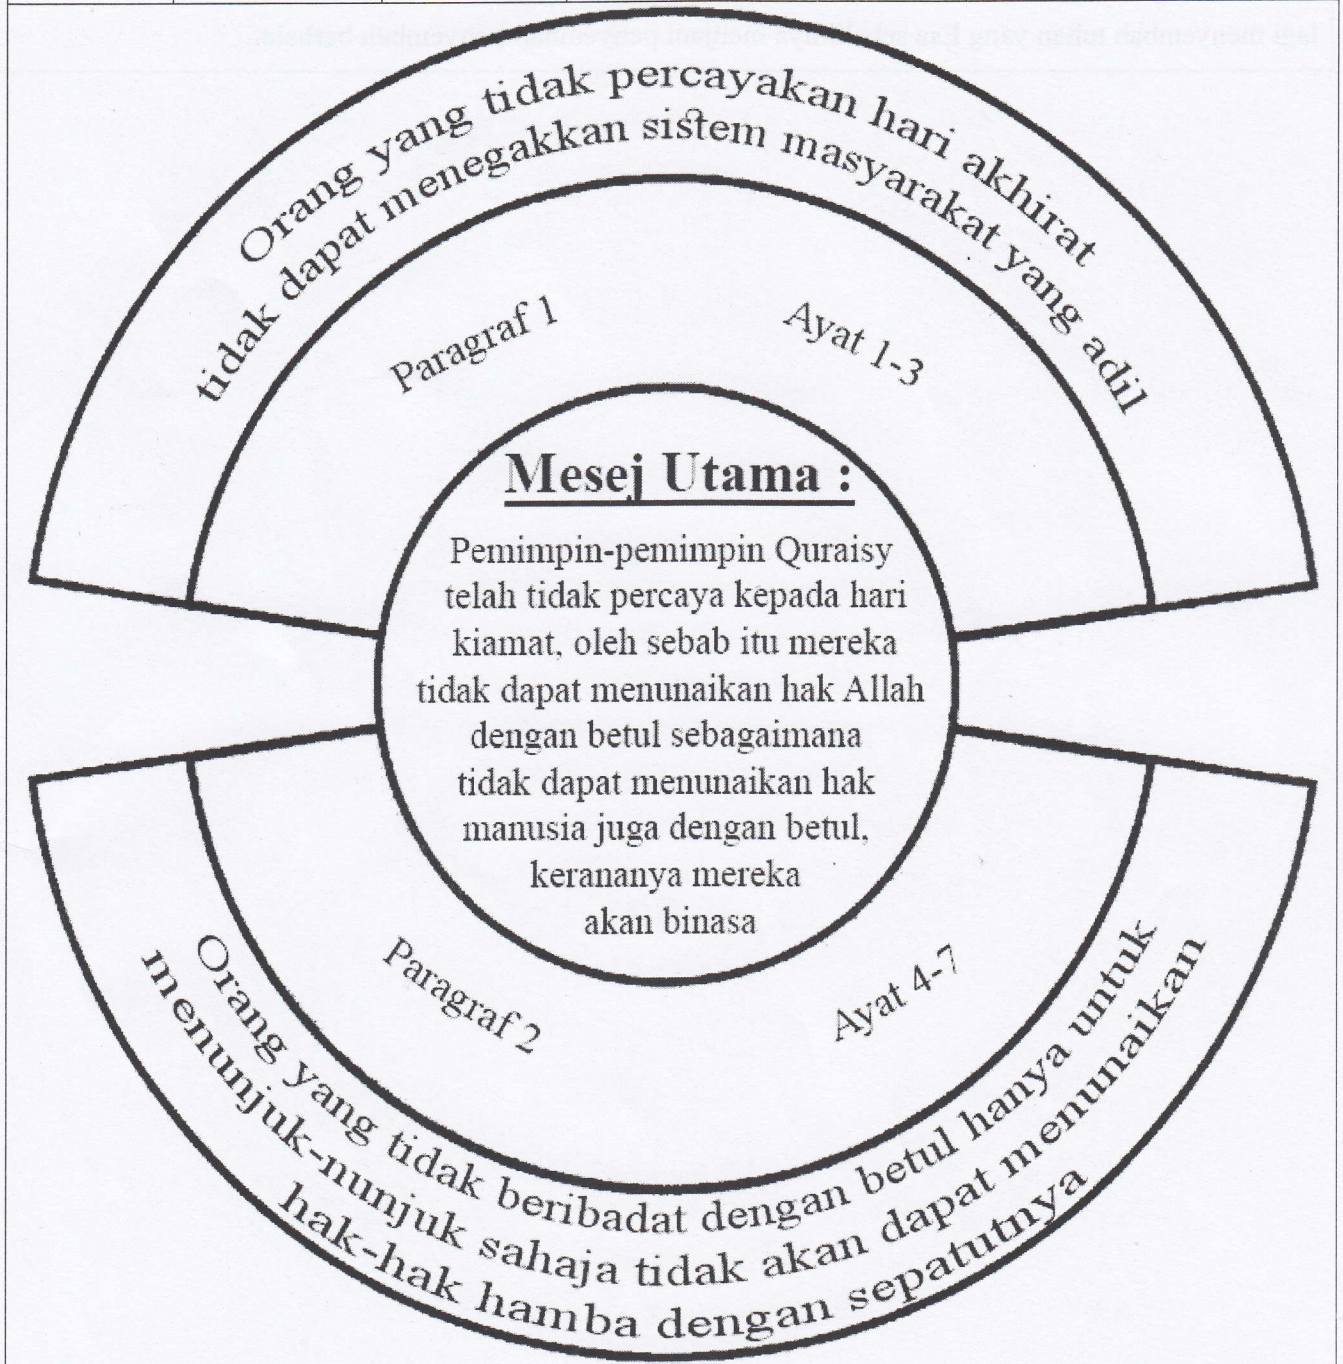 Orang yang tidak percayakan hari akhirat
tidak dapat menegakkan sistem masyarakat yang adil
Paragraf 1
Ayat 1-3
Mesej Utama :
Pemimpin-pemimpin Quraisy
telah tidak percaya kepada hari
kiamat, oleh sebab itu mereka
tidak dapat menunaikan hak Allah
dengan betul sebagaimana
tidak dapat menunaikan hak
manusia juga dengan betul,
kerananya mereka
akan binasa
Paragraf 2
Ayat 4-7
Orang yang tidak beribadat dengan betul hanya untuk
menunjuk-nunjuk sahaja tidak akan dapat menunaikan
hak-hak hamba dengan sepatutnya